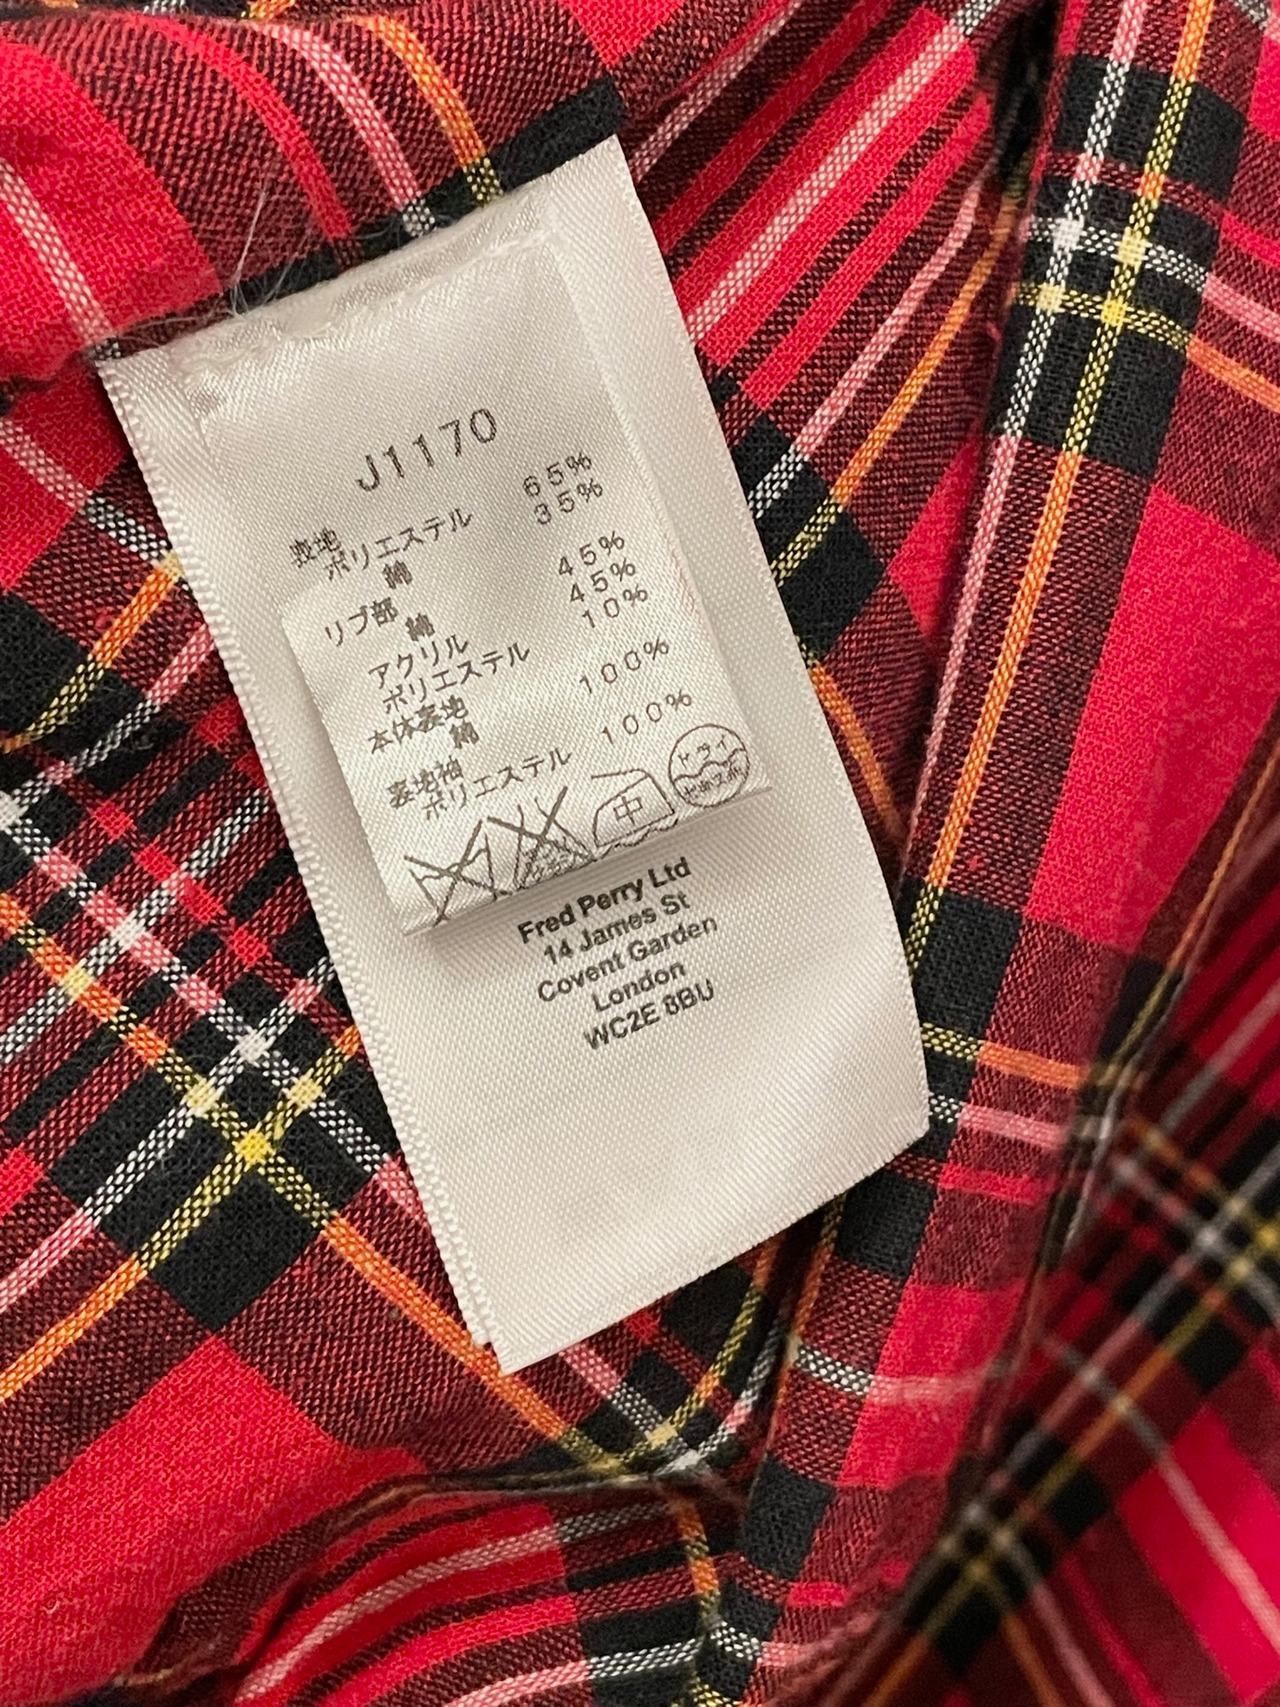 J1170
表地
ポリエステル 65%
綿 35%
リブ部
綿 45%
アクリル 45%
ポリエステル 10%
本体裏地
綿 100%
裏地袖
ポリエステル 100%
中
ドライ
Fred Perry Ltd
14 James St
Covent Garden
London
WC2E 8BU